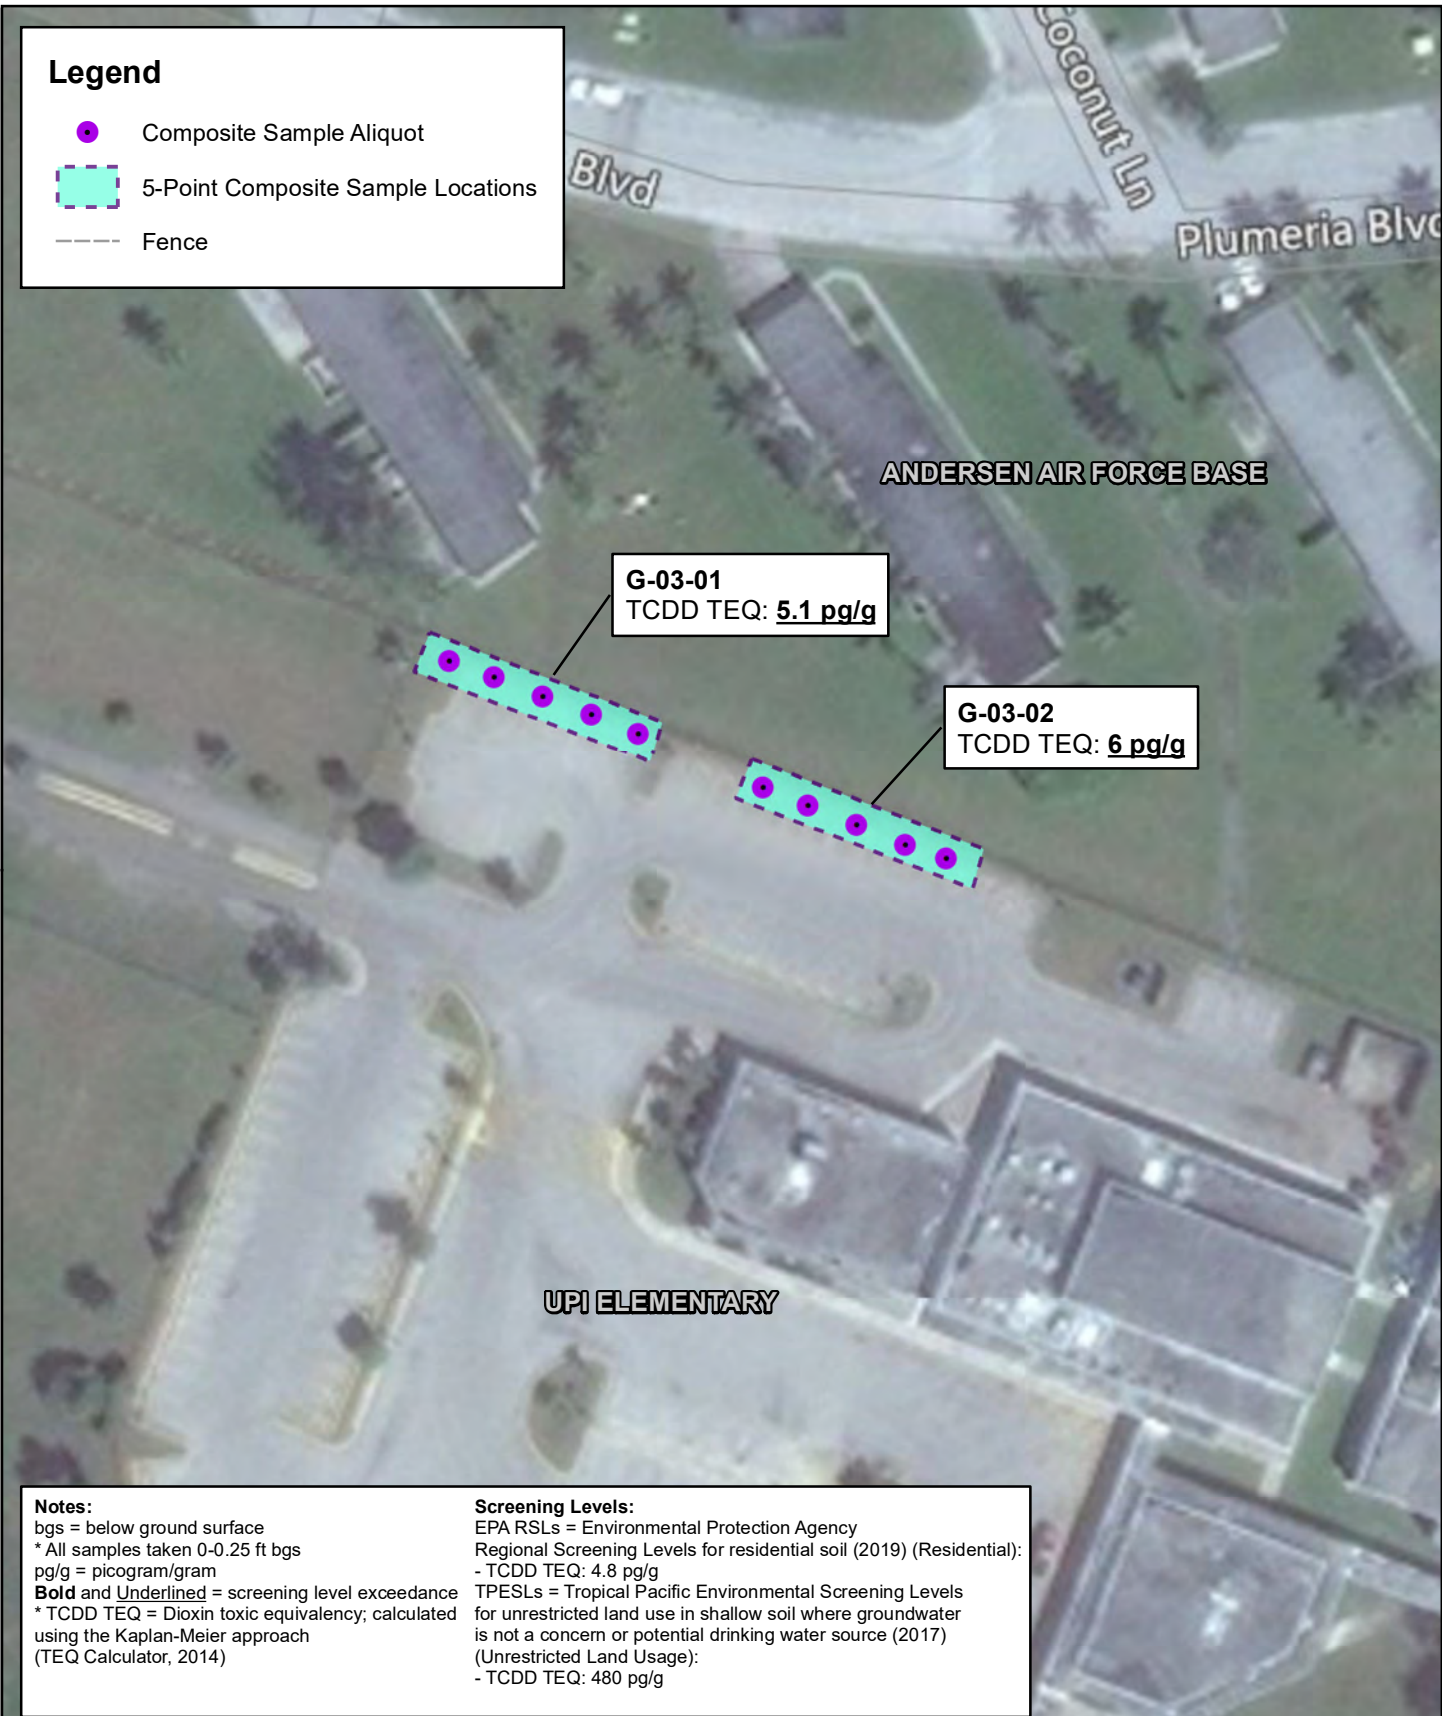 Legend
Composite Sample Aliquot
5-Point Composite Sample Locations
Fence
Coconut Ln
Blvd
Plumeria Blvd
ANDERSEN AIR FORCE BASE
G-03-01
TCDD TEQ: 5.1 pg/g
G-03-02
TCDD TEQ: 6 pg/g
UPI ELEMENTARY
Notes:
bgs = below ground surface
* All samples taken 0-0.25 ft bgs
pg/g = picogram/gram
Bold and Underlined = screening level exceedance
* TCDD TEQ = Dioxin toxic equivalency; calculated
using the Kaplan-Meier approach
(TEQ Calculator, 2014)
Screening Levels:
EPA RSLs = Environmental Protection Agency
Regional Screening Levels for residential soil (2019) (Residential):
- TCDD TEQ: 4.8 pg/g
TPESLs = Tropical Pacific Environmental Screening Levels
for unrestricted land use in shallow soil where groundwater
is not a concern or potential drinking water source (2017)
(Unrestricted Land Usage):
- TCDD TEQ: 480 pg/g